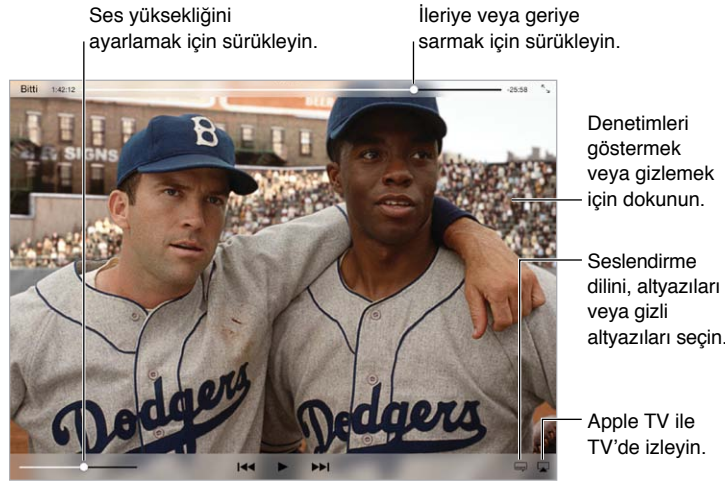 Ses yüksekliğini
ayarlamak için sürükleyin.
İleriye veya geriye
sarmak için sürükleyin.
Bitti 1:42:12 -25:58
SIGNS
B
Denetimleri
göstermek
veya gizlemek
için dokunun.
Seslendirme
dilini, altyazıları
veya gizli
altyazıları seçin.
Dodgers
Dodgers
Apple TV ile
TV'de izleyin.